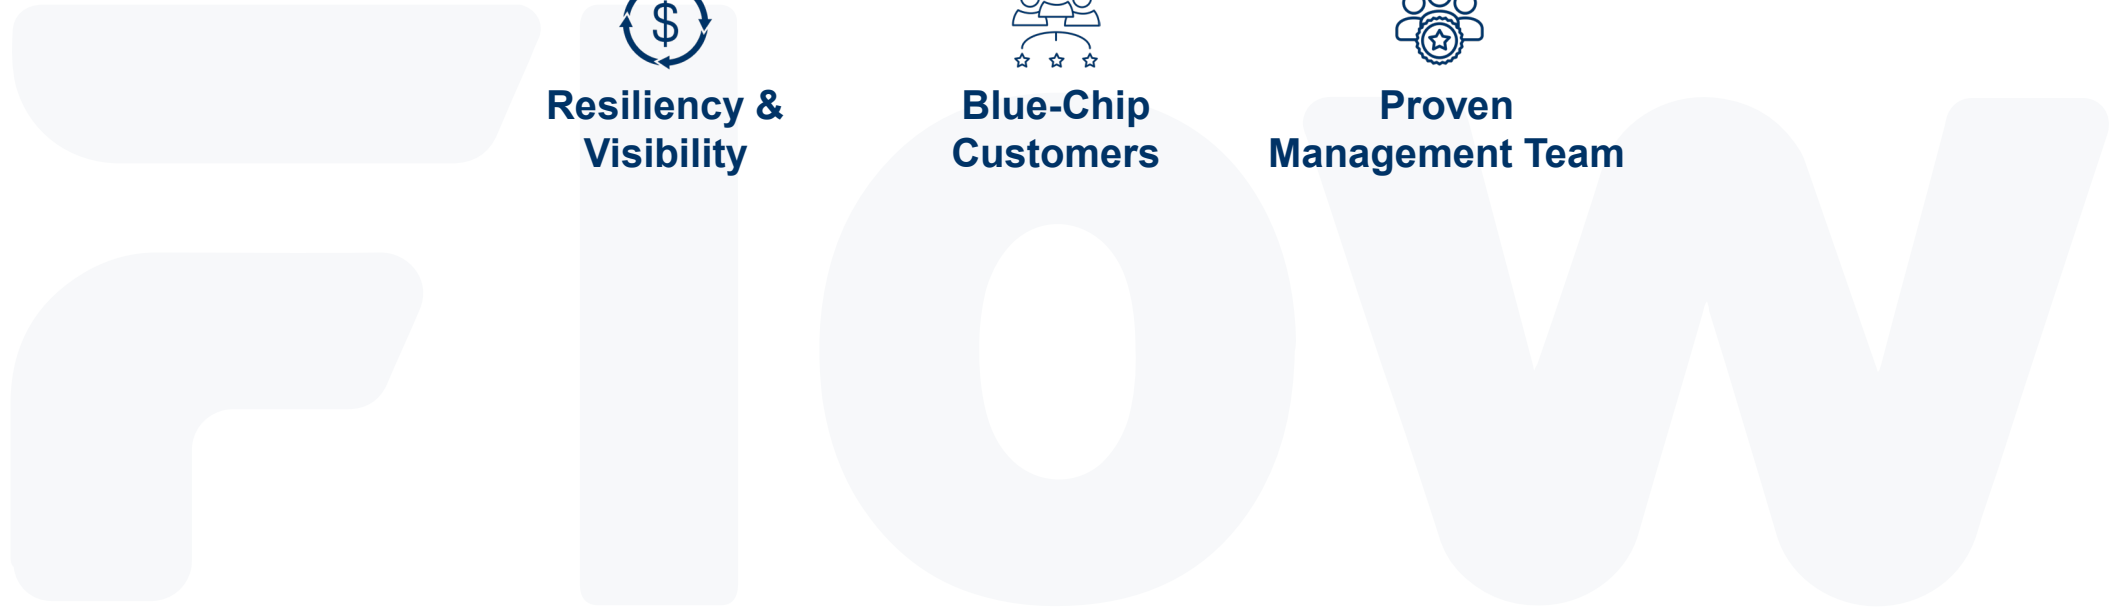 $
Resiliency &
Visibility
Blue-Chip
Customers
Proven
Management Team
Flow